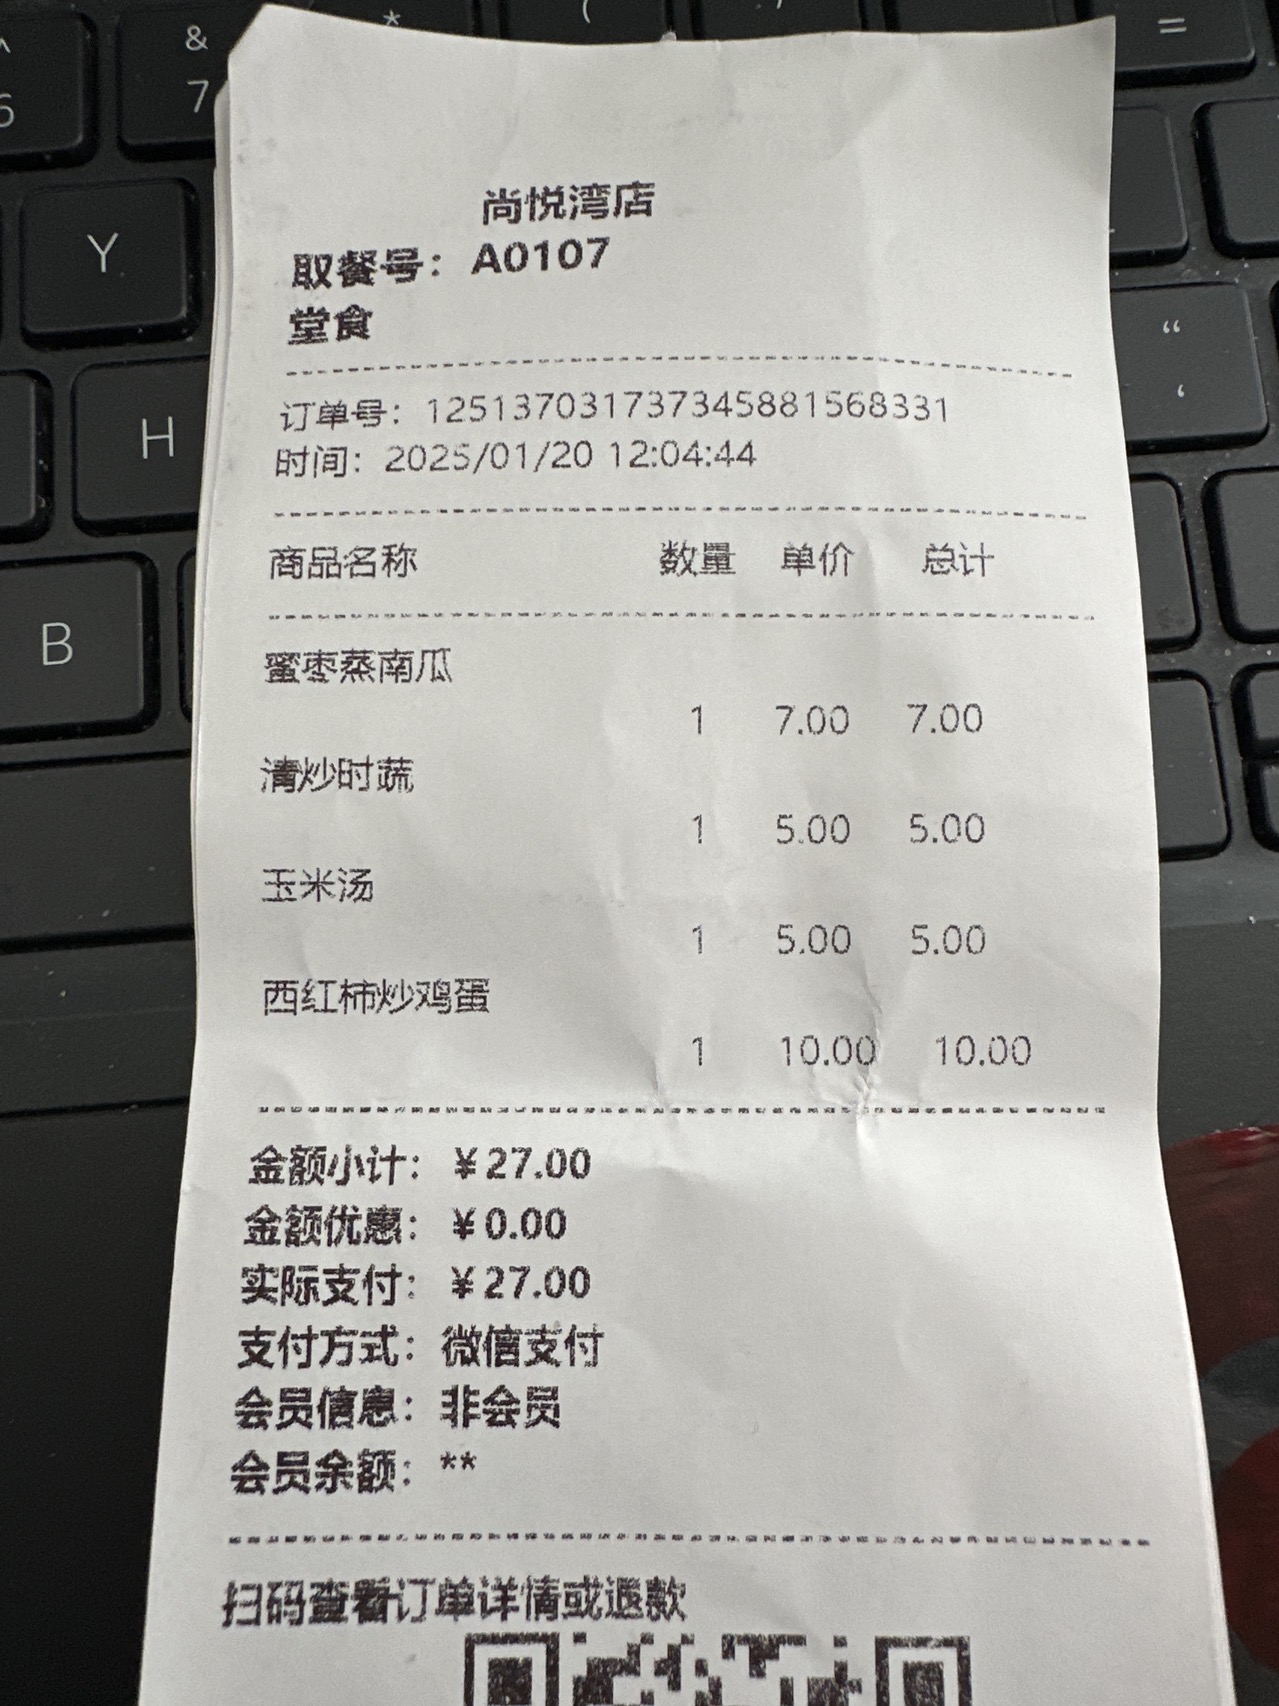 尚悦湾店
取餐号：A0107
堂食
订单号：125137031737345881568331
时间：2025/01/20 12:04:44
商品名称 数量 单价 总计
蜜枣蒸南瓜
1 7.00 7.00
清炒时蔬
1 5.00 5.00
玉米汤
1 5.00 5.00
西红柿炒鸡蛋
1 10.00 10.00
金额小计：￥27.00
金额优惠：￥0.00
实际支付：￥27.00
支付方式：微信支付
会员信息：非会员
会员余额：**
扫码查看订单详情或退款
& 
7
6
*
(
=
Y
H
B
“
‘